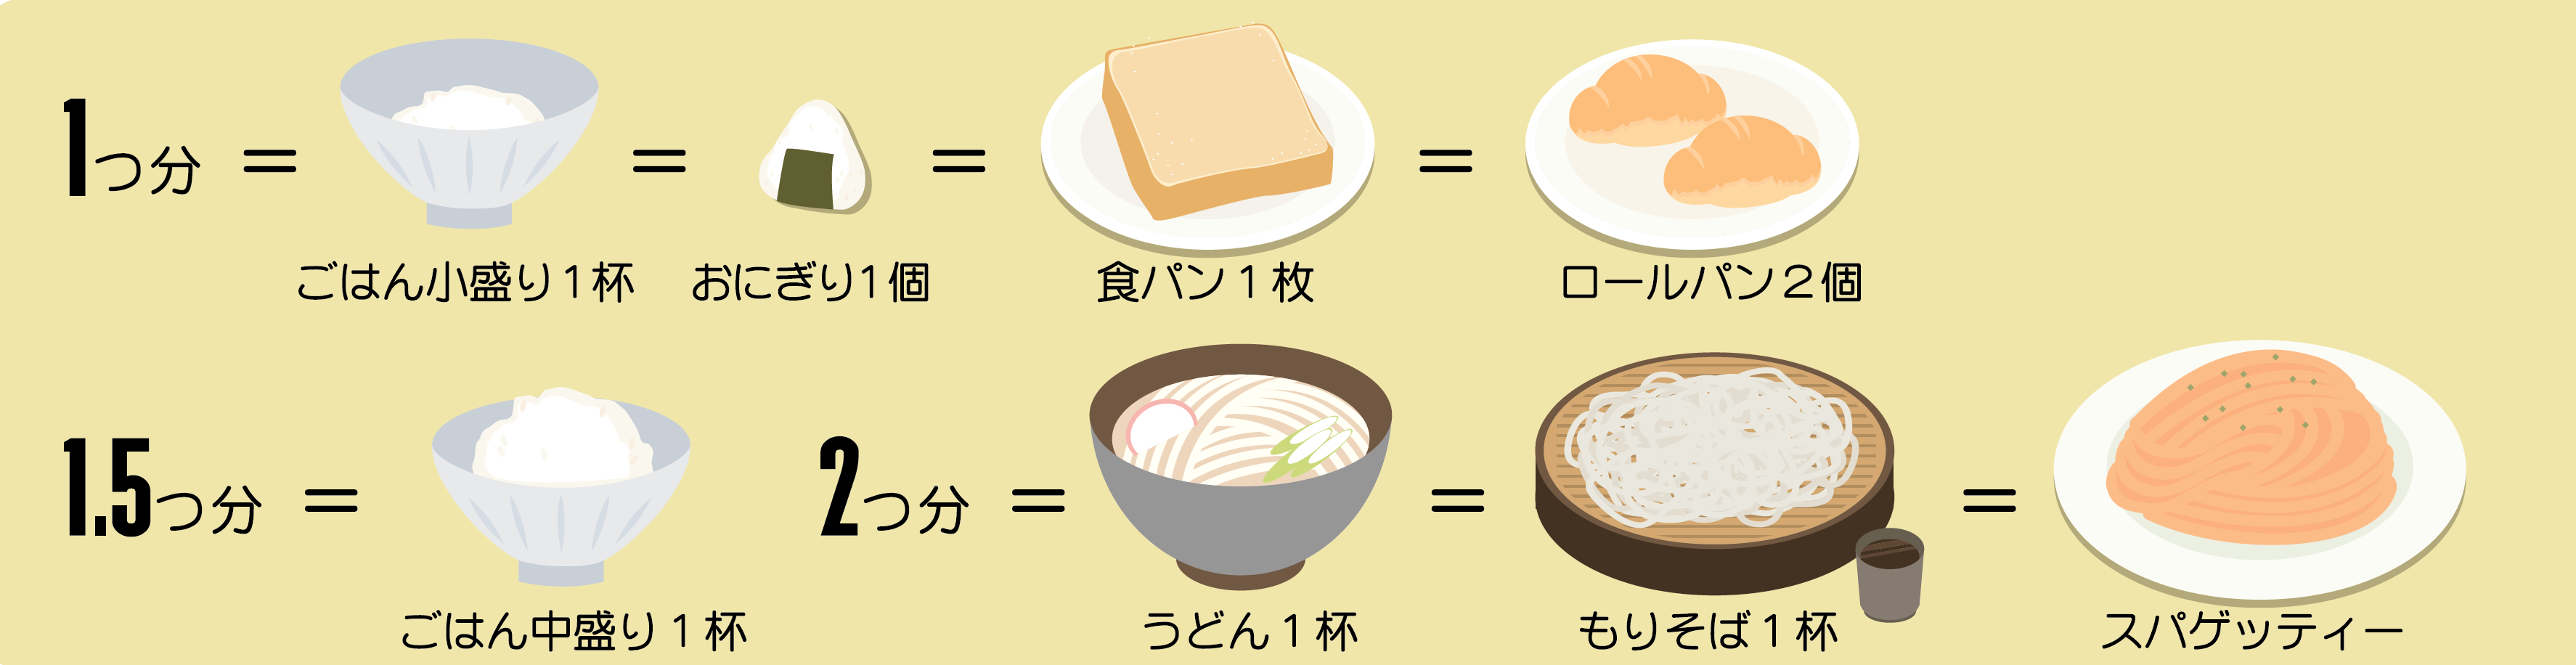 1つ分 = = = =
ごはん小盛り1杯 おにぎり1個 食パン1枚 ロールパン2個
1.5つ分 = 2つ分 = = =
ごはん中盛り1杯 うどん1杯 もりそば1杯 スパゲッティー